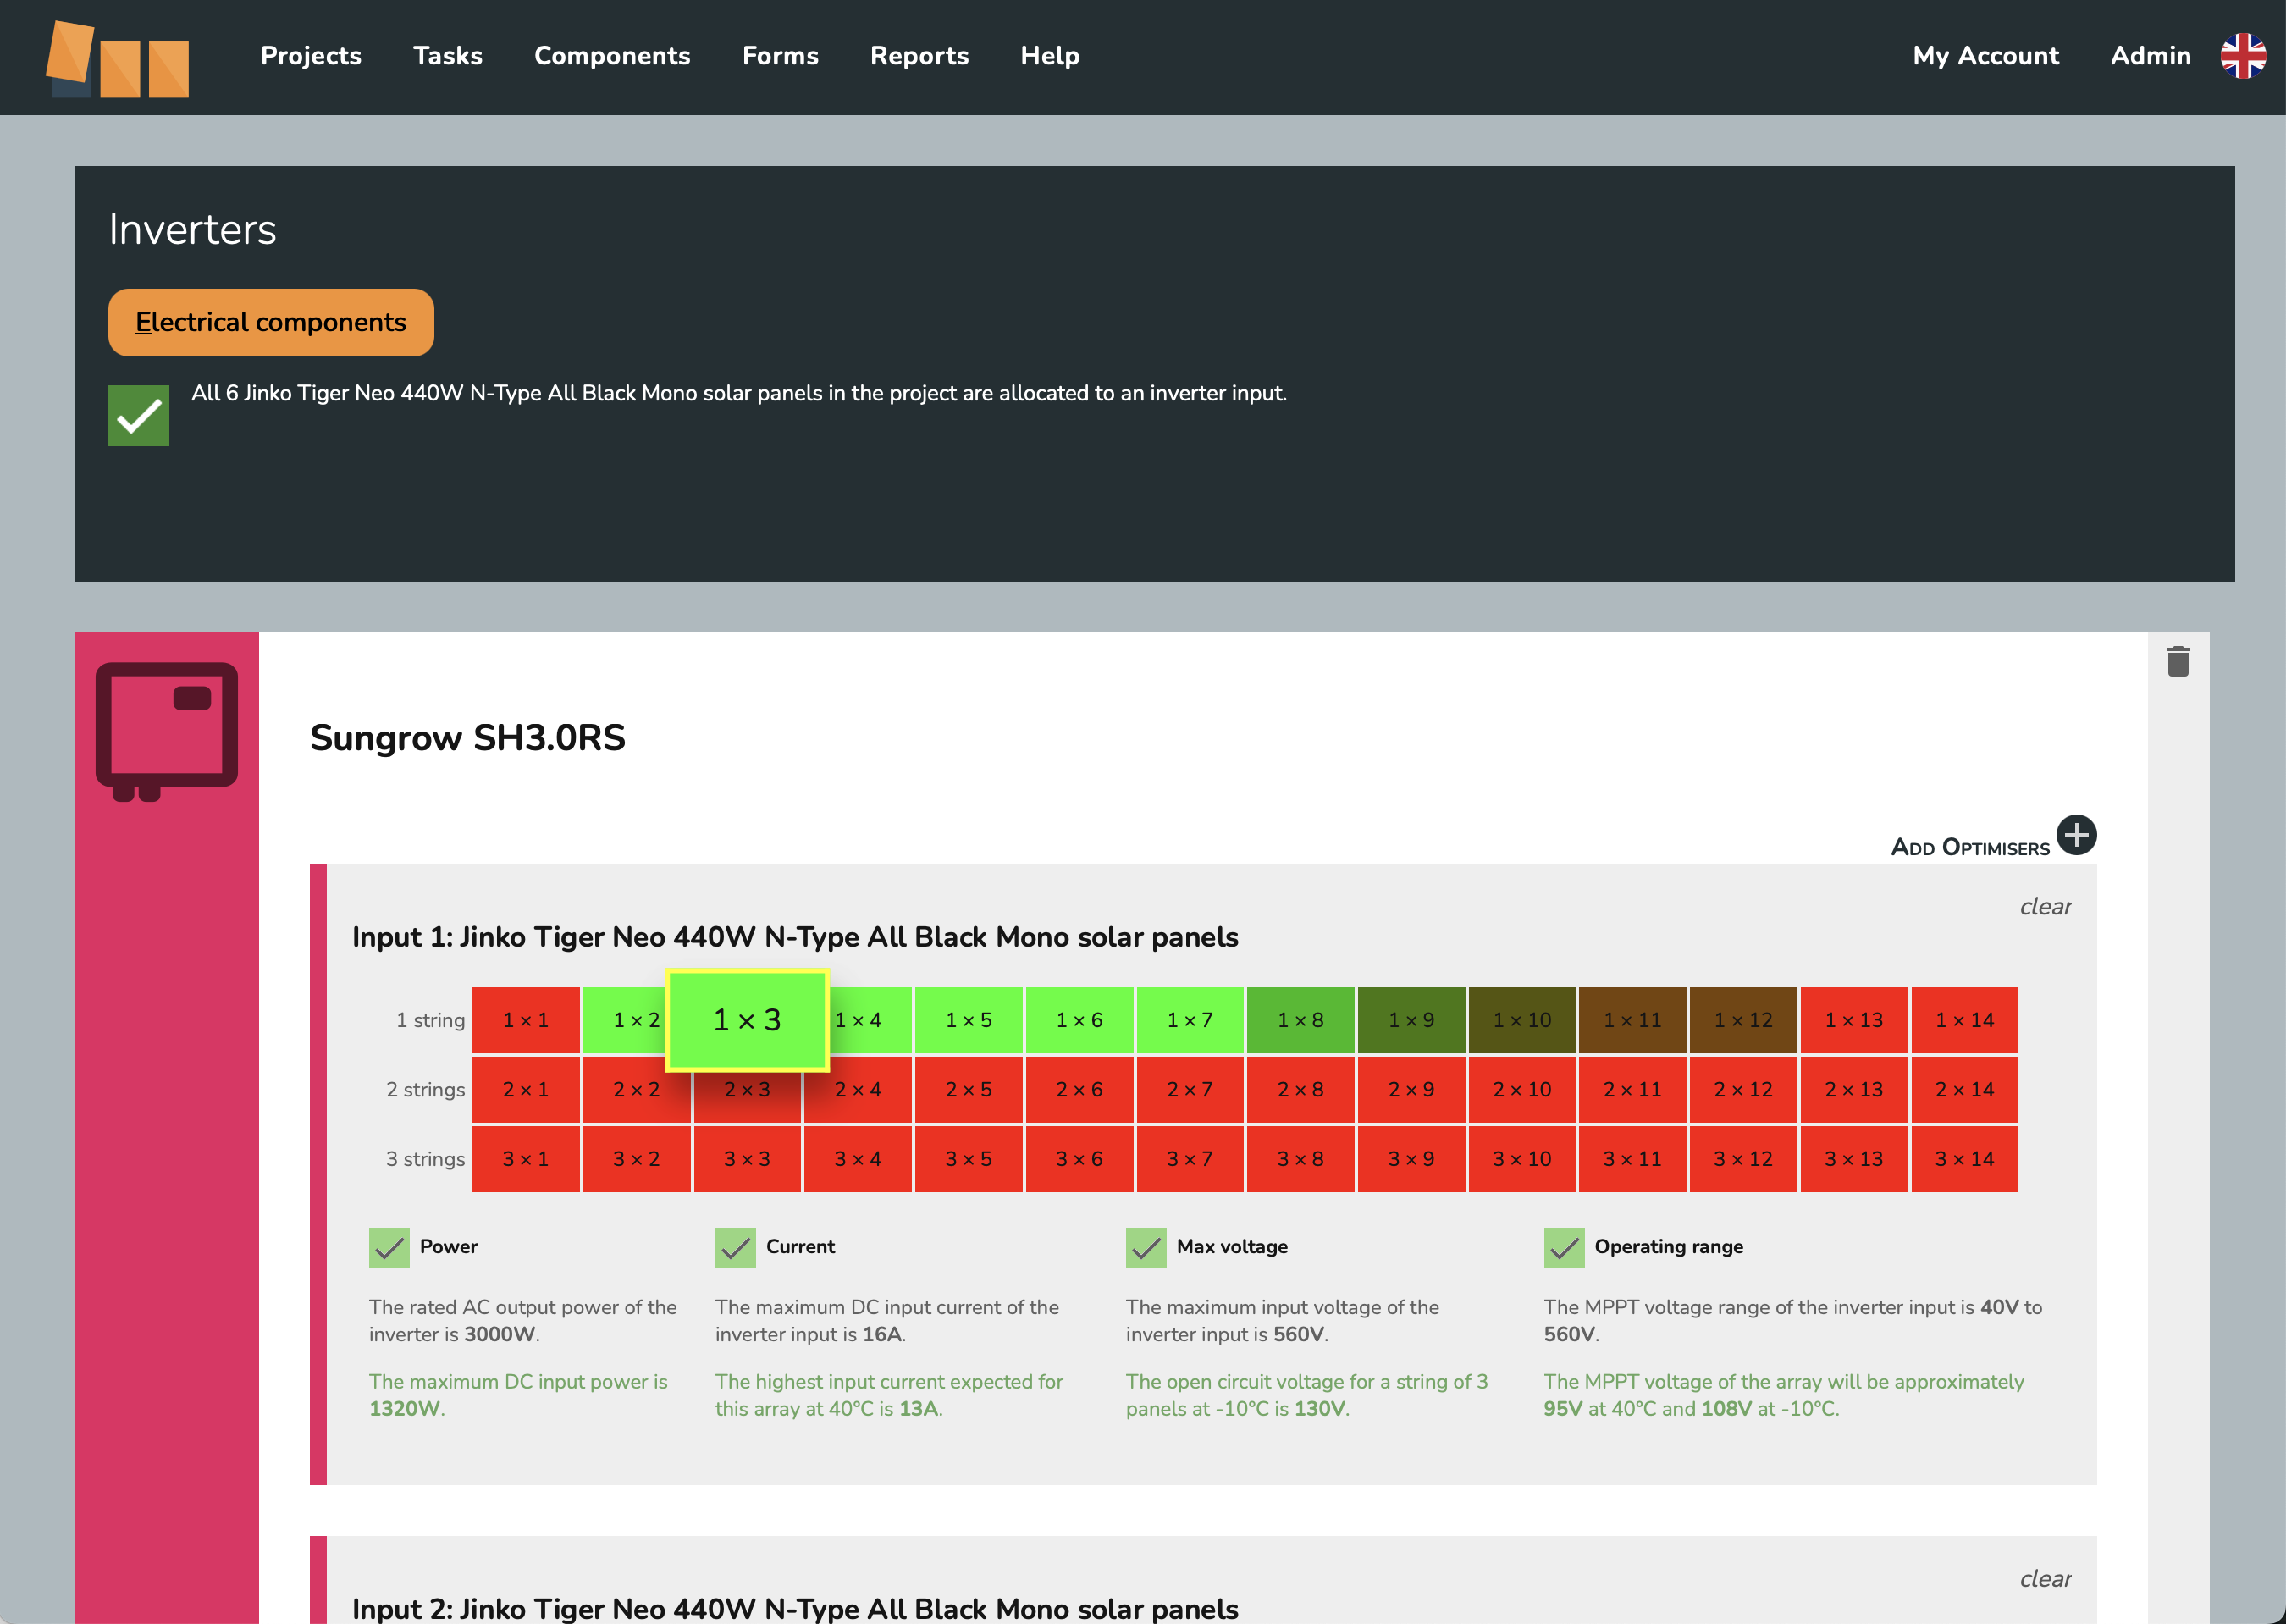 Projects Tasks Components Forms Reports Help My Account Admin
Inverters
Electrical components
All 6 Jinko Tiger Neo 440W N-Type All Black Mono solar panels in the project are allocated to an inverter input.
Sungrow SH3.0RS
Add Optimisers
clear
Input 1: Jinko Tiger Neo 440W N-Type All Black Mono solar panels
1 string 1 × 1 1 × 2 1 × 3 1 × 4 1 × 5 1 × 6 1 × 7 1 × 8 1 × 9 1 × 10 1 × 11 1 × 12 1 × 13 1 × 14
2 strings 2 × 1 2 × 2 2 × 3 2 × 4 2 × 5 2 × 6 2 × 7 2 × 8 2 × 9 2 × 10 2 × 11 2 × 12 2 × 13 2 × 14
3 strings 3 × 1 3 × 2 3 × 3 3 × 4 3 × 5 3 × 6 3 × 7 3 × 8 3 × 9 3 × 10 3 × 11 3 × 12 3 × 13 3 × 14
Power
The rated AC output power of the
inverter is 3000W.
The maximum DC input power is
1320W.
Current
The maximum DC input current of the
inverter input is 16A.
The highest input current expected for
this array at 40°C is 13A.
Max voltage
The maximum input voltage of the
inverter input is 560V.
The open circuit voltage for a string of 3
panels at -10°C is 130V.
Operating range
The MPPT voltage range of the inverter input is 40V to
560V.
The MPPT voltage of the array will be approximately
95V at 40°C and 108V at -10°C.
clear
Input 2: Jinko Tiger Neo 440W N-Type All Black Mono solar panels